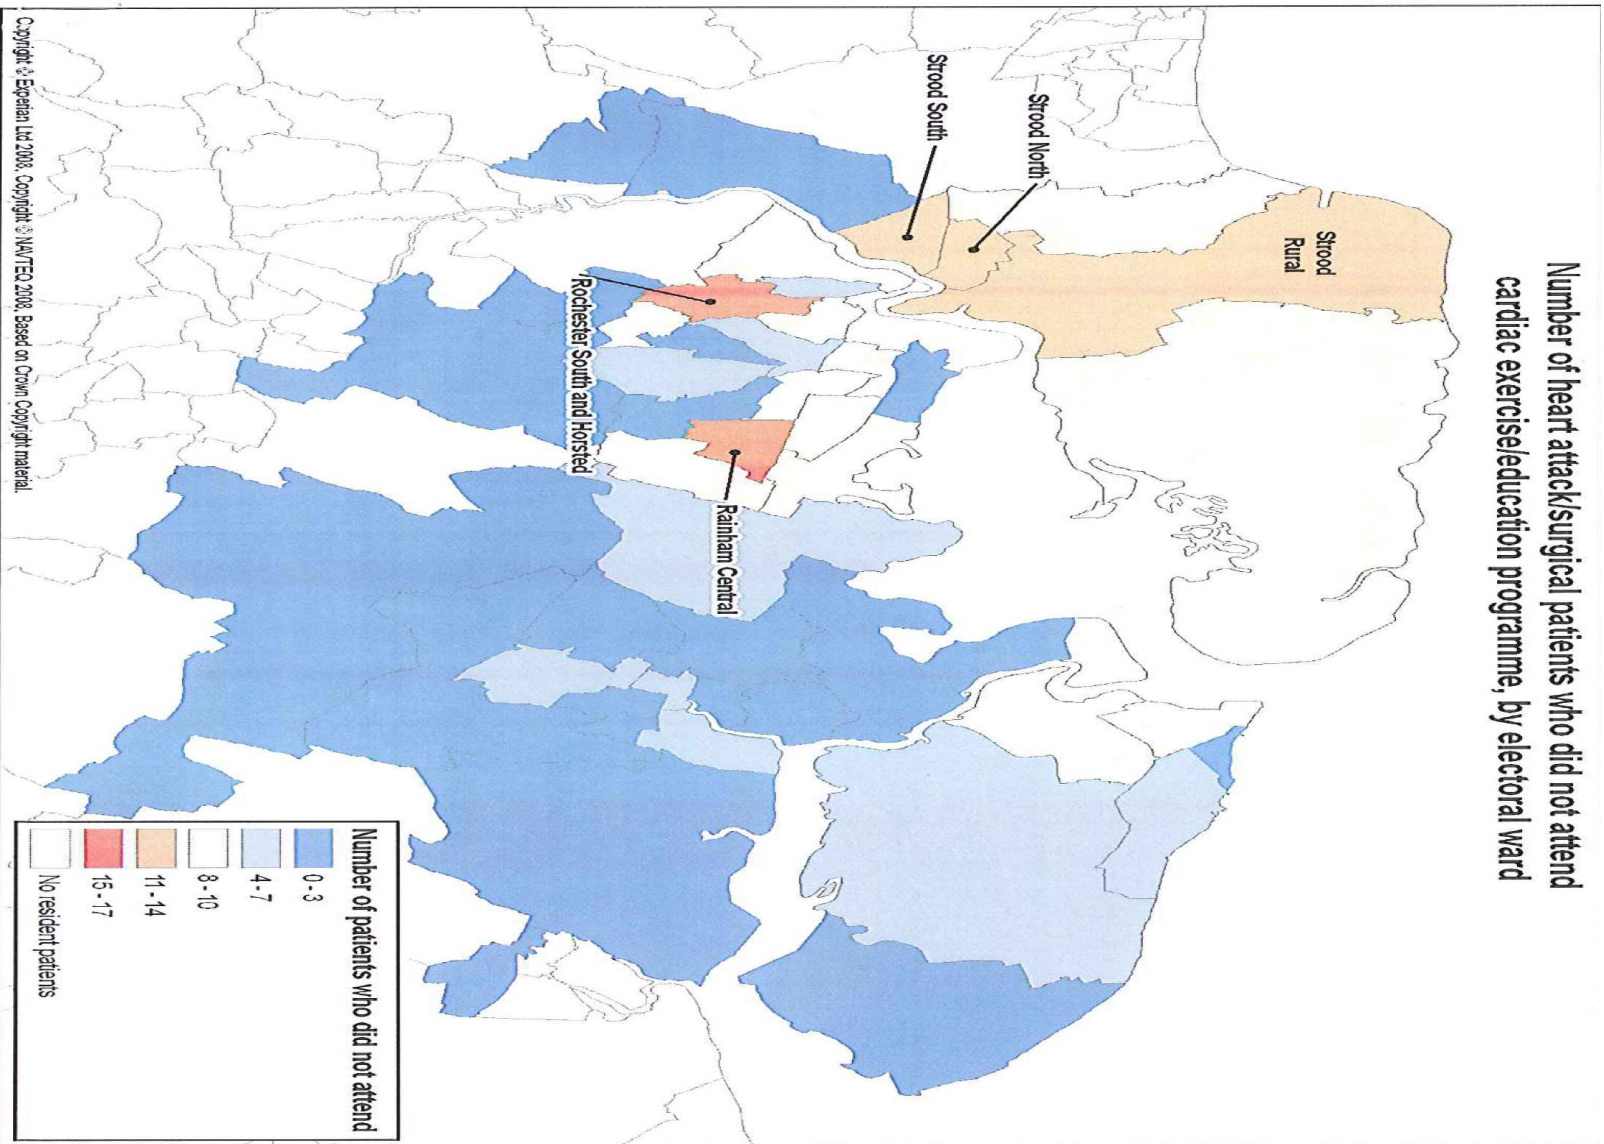 Number of heart attack/surgical patients who did not attend
cardiac exercise/education programme, by electoral ward
Strood
Rural
Strood North
Strood South
Rochester South and Horsted
Rainham Central
Number of patients who did not attend
0 - 3
4 - 7
8 - 10
11 - 14
15 - 17
No resident patients
Copyright © Experian Ltd 2008. Copyright © NAVTEQ 2008. Based on Crown Copyright material.